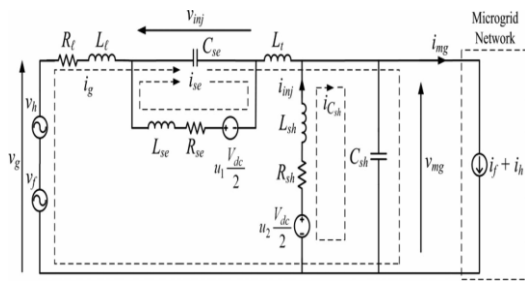 Microgrid
Network
v_inj
R_ℓ L_ℓ C_se L_t i_mg
i_g i_se i_inj i_C_sh
v_h
L_sh
L_se R_se
v_g
u_1 V_dc/2
C_sh v_mg
R_sh
v_f
i_f + i_h
u_2 V_dc/2